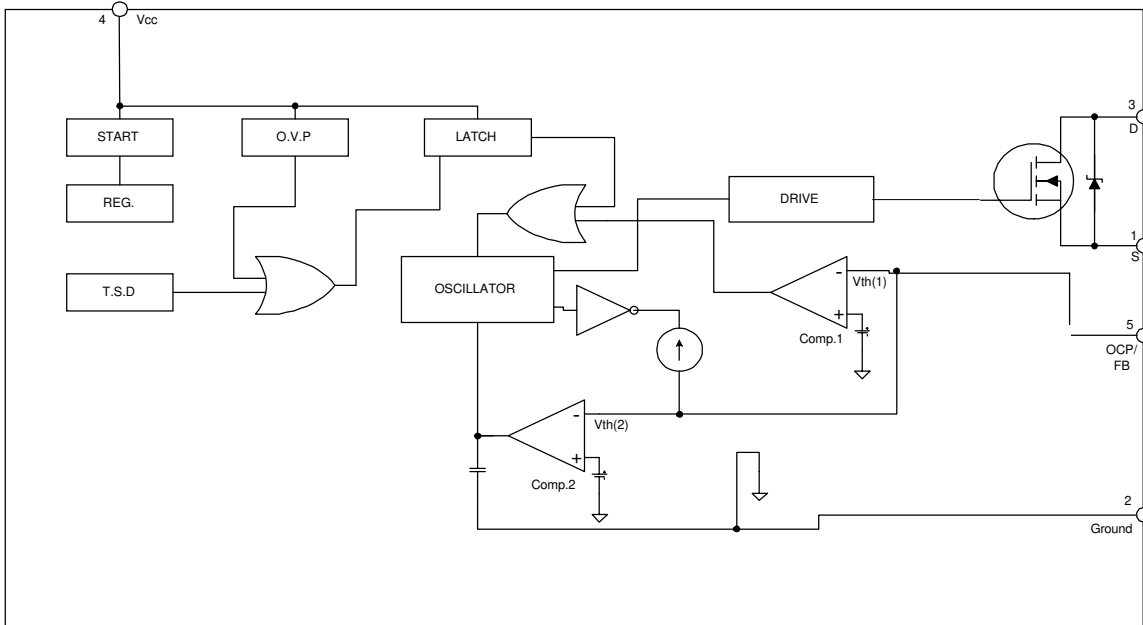 4 Vcc
3
D
START
O.V.P
LATCH
REG.
DRIVE
1
S
T.S.D
OSCILLATOR
-
Vth(1)
+
Comp.1
5
OCP/
FB
-
Vth(2)
+
Comp.2
2
Ground